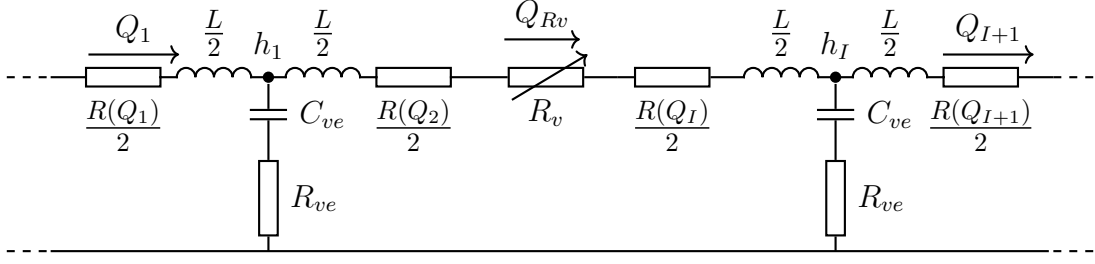 Q_1 L/2 h_1 L/2 Q_{Rv} L/2 h_I L/2 Q_{I+1}
R(Q_1)/2 C_{ve} R(Q_2)/2 R_v R(Q_I)/2 C_{ve} R(Q_{I+1})/2
R_{ve} R_{ve}